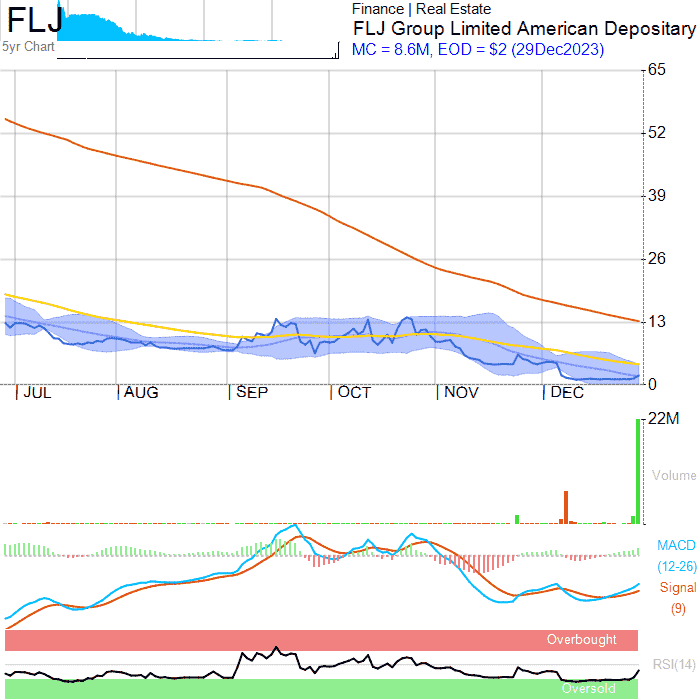 FLJ
5yr Chart
Finance | Real Estate
FLJ Group Limited American Depositary
MC = 8.6M, EOD = $2 (29Dec2023)
65
52
39
26
13
0
JUL AUG SEP OCT NOV DEC
22M
Volume
MACD
(12-26)
Signal
(9)
Overbought
RSI(14)
Oversold